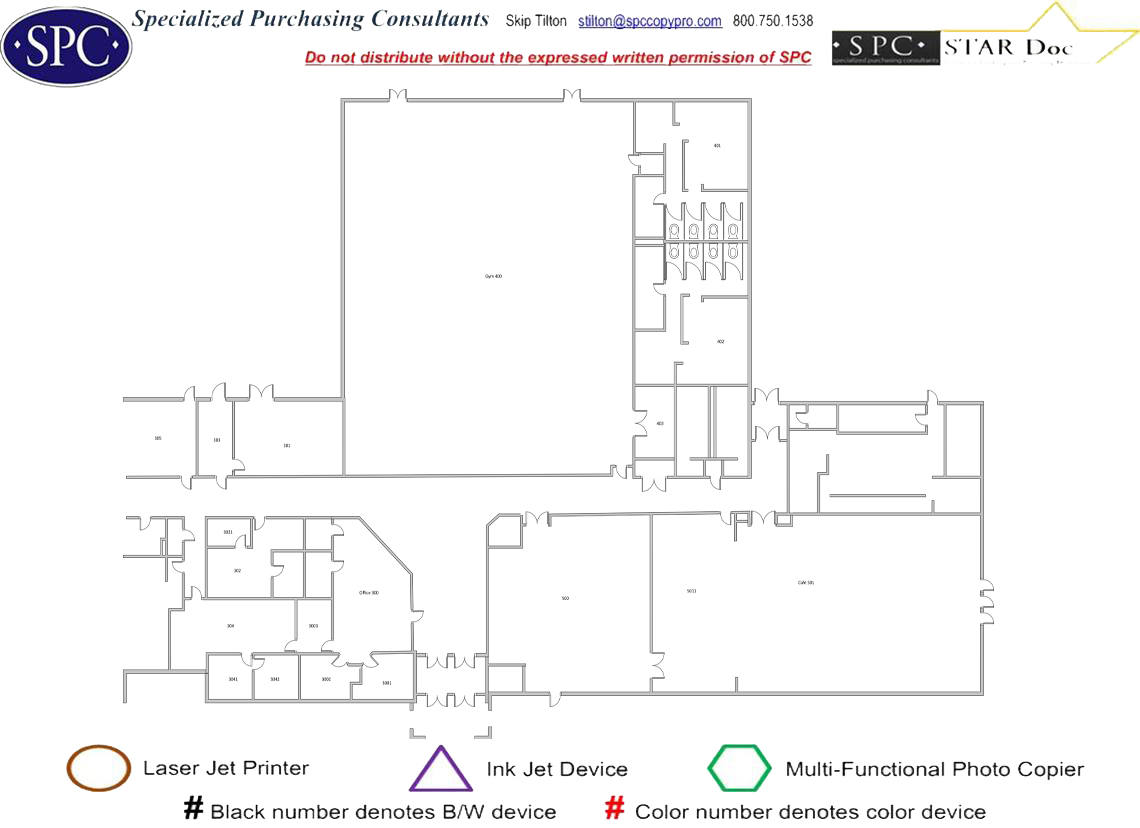 SPC
Specialized Purchasing Consultants Skip Tilton stilton@spccopypro.com 800.750.1538
Do not distribute without the expressed written permission of SPC
SPC
specialized purchasing consultants
STAR Doc
401
Gym 400
402
403
385
383
381
3021
302
Office 300
304
3003
3041
3042
3002
3001
500
5011
Café 501
Laser Jet Printer
Ink Jet Device
Multi-Functional Photo Copier
# Black number denotes B/W device
# Color number denotes color device